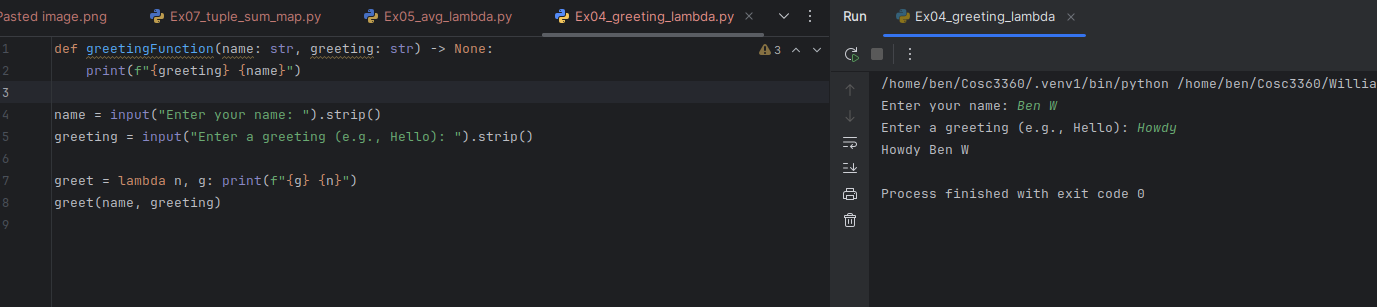 Pasted image.png Ex07_tuple_sum_map.py Ex05_avg_lambda.py Ex04_greeting_lambda.py
1 def greetingFunction(name: str, greeting: str) -> None:
2 print(f"{greeting} {name}")
3
4 name = input("Enter your name: ").strip()
5 greeting = input("Enter a greeting (e.g., Hello): ").strip()
6
7 greet = lambda n, g: print(f"{g} {n}")
8 greet(name, greeting)
9
3
Run Ex04_greeting_lambda
/home/ben/Cosc3360/.venv1/bin/python /home/ben/Cosc3360/Willia
Enter your name: Ben W
Enter a greeting (e.g., Hello): Howdy
Howdy Ben W
Process finished with exit code 0